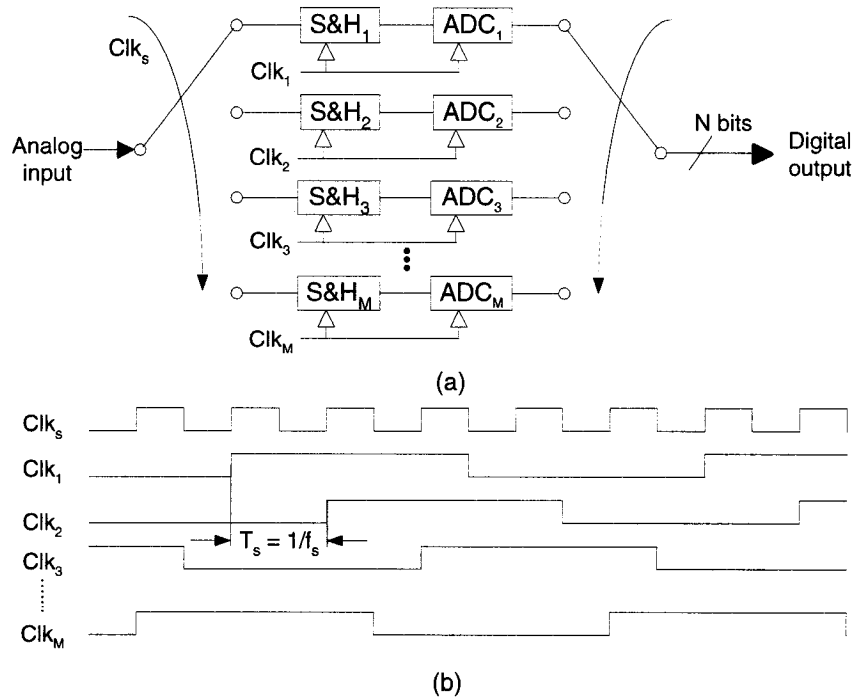 Clk_s
S&H_1 ADC_1
Clk_1
S&H_2 ADC_2
Clk_2
Analog input
N bits
Digital output
S&H_3 ADC_3
Clk_3
S&H_M ADC_M
Clk_M
(a)
Clk_s
Clk_1
Clk_2
T_s = 1/f_s
Clk_3
Clk_M
(b)